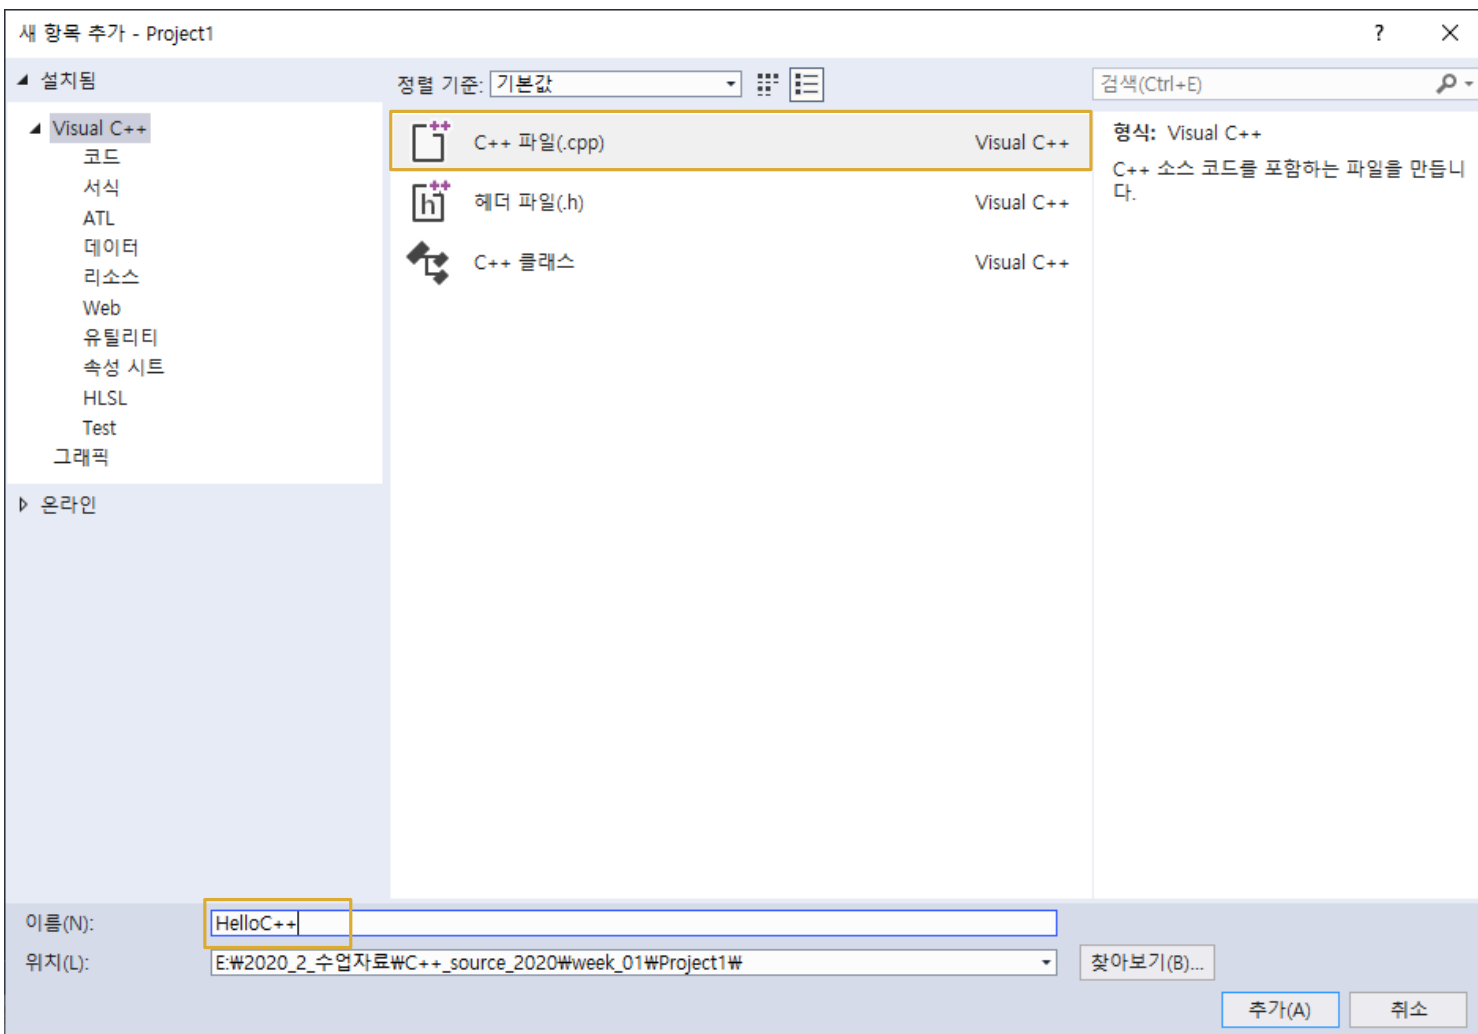 새 항목 추가 - Project1
?
설치됨
정렬 기준: 기본값
검색(Ctrl+E)
Visual C++
코드
서식
ATL
데이터
리소스
Web
유틸리티
속성 시트
HLSL
Test
그래픽
온라인
C++ 파일(.cpp) Visual C++
헤더 파일(.h) Visual C++
C++ 클래스 Visual C++
형식: Visual C++
C++ 소스 코드를 포함하는 파일을 만듭니
다.
이름(N): HelloC++
위치(L): E:₩2020_2_수업자료₩C++_source_2020₩week_01₩Project1₩
찾아보기(B)...
추가(A) 취소